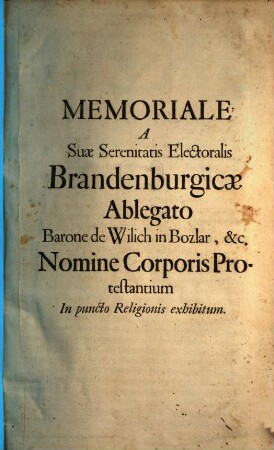 MEMORIALE
A
Suæ Serenitatis Electoralis
Brandenburgicæ
Ablegato
Barone de Wilich in Bozlar, &c.
Nomine Corporis Pro-
testantium
In puncto Religionis exhibitum.